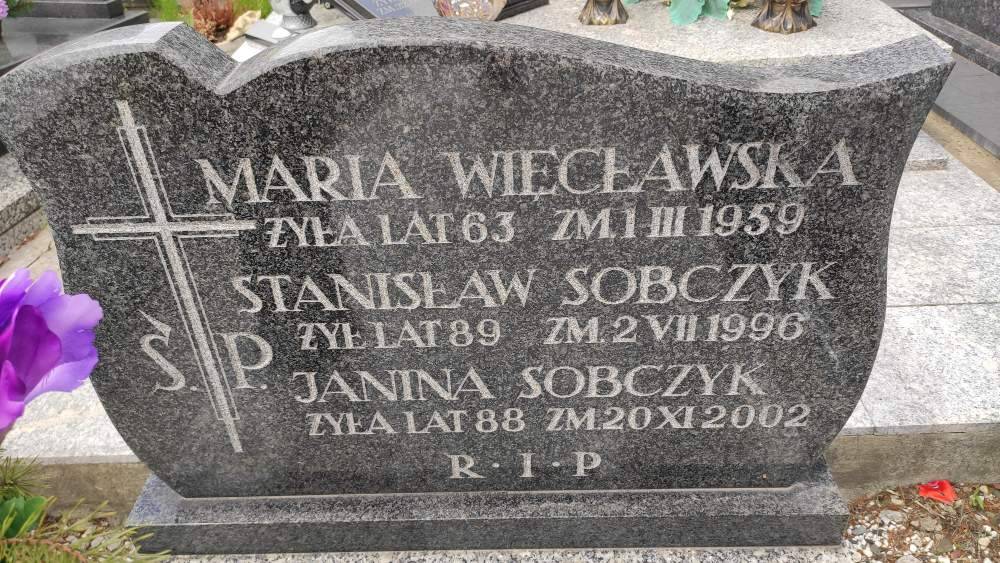 MARIA WIĘCŁAWSKA
ŻYŁA LAT 63 ZM. 1 III 1959
STANISŁAW SOBCZYK
ŻYŁ LAT 89 ZM. 2 VII 1996
Ś. P.
JANINA SOBCZYK
ŻYŁA LAT 88 ZM 20 XI 2002
R · I · P